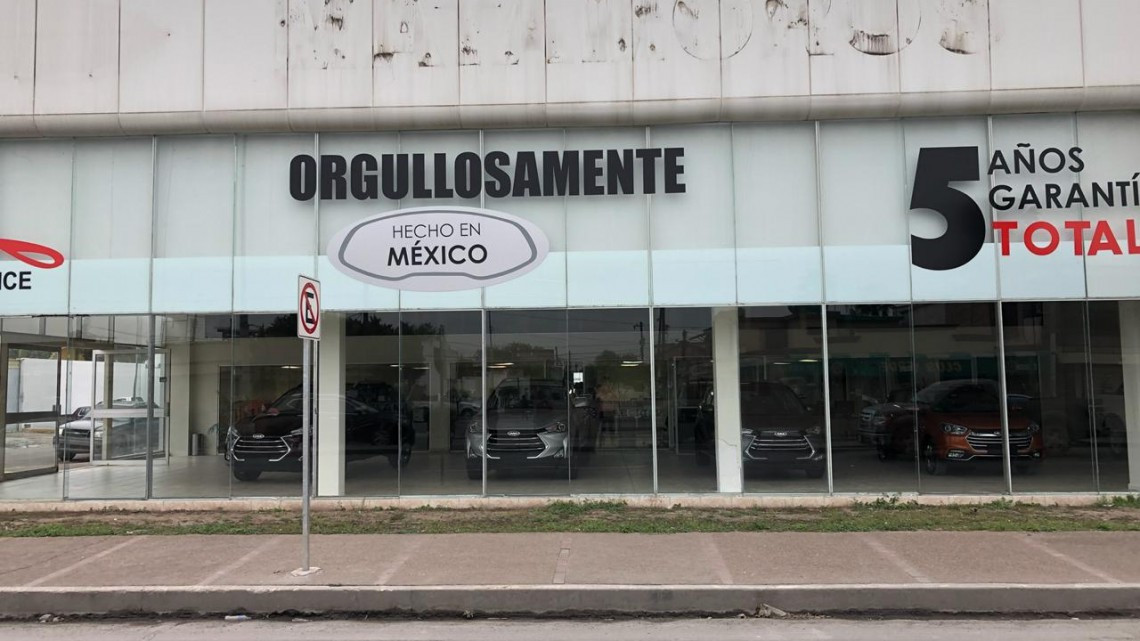 ORGULLOSAMENTE
HECHO EN
MÉXICO
5 AÑOS
GARANTÍ
TOTAL
ICE
E